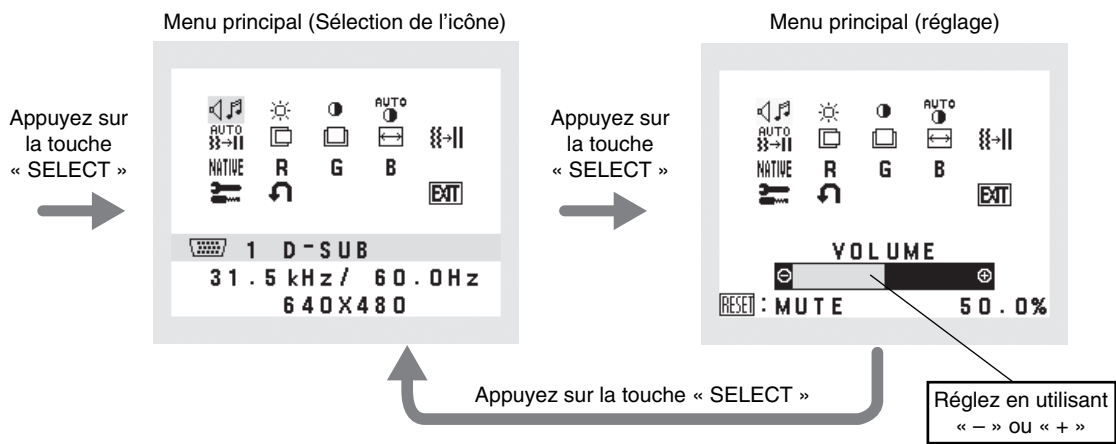 Menu principal (Sélection de l'icône)
Menu principal (réglage)
Appuyez sur
la touche
« SELECT »
AUTO
AUTO
NATIVE R G B
EXIT
1 D-SUB
31.5 kHz/ 60.0Hz
640X480
Appuyez sur
la touche
« SELECT »
AUTO
AUTO
NATIVE R G B
EXIT
VOLUME
RESET : MUTE 50.0%
Appuyez sur la touche « SELECT »
Réglez en utilisant
« – » ou « + »